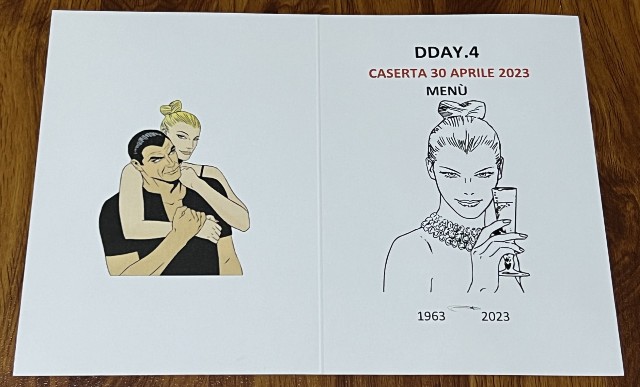 DDAY.4
CASERTA 30 APRILE 2023
MENÙ
1963 2023